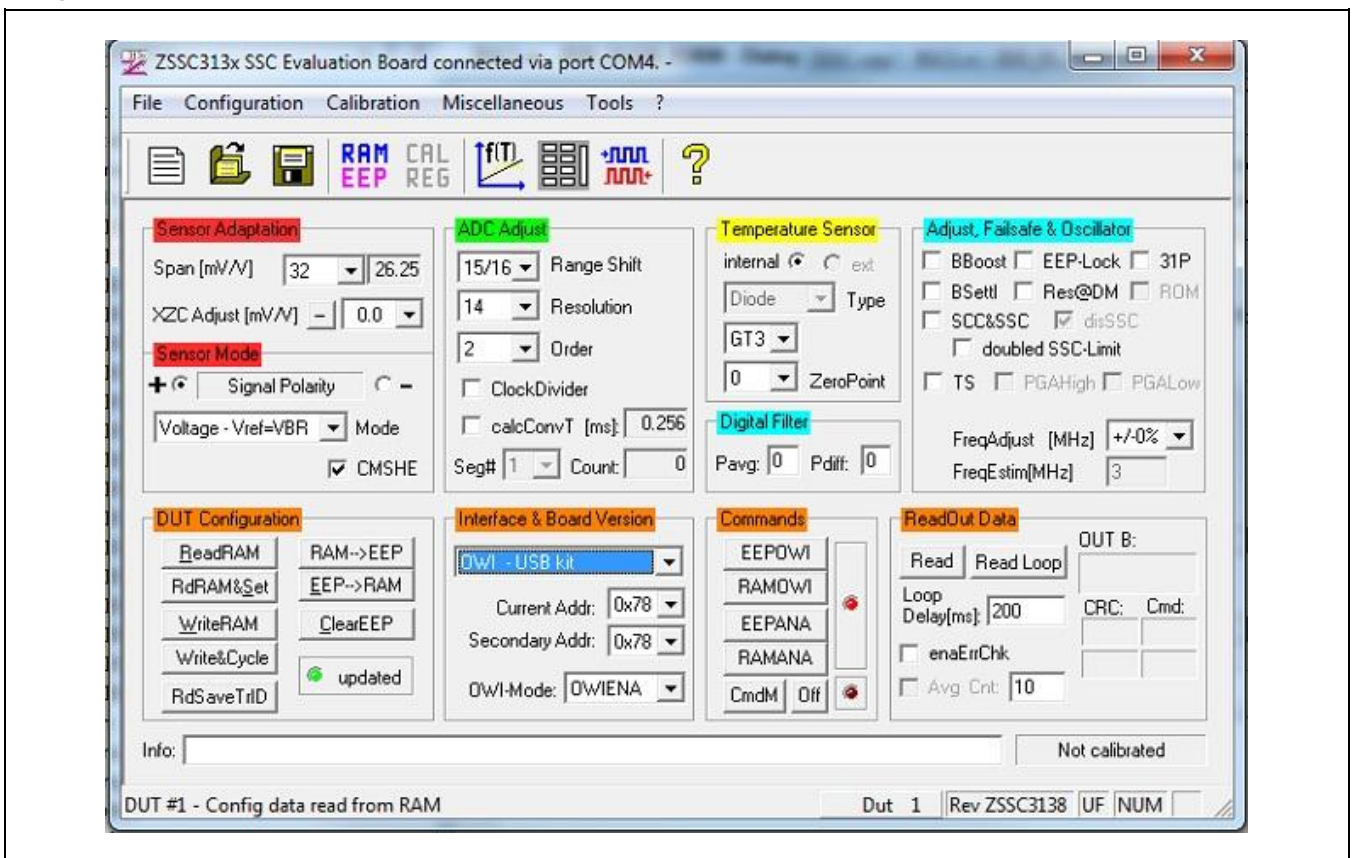 ZSSC313x SSC Evaluation Board connected via port COM4. -
File Configuration Calibration Miscellaneous Tools ?
RAM EEP CAL REG f(T) ?
Sensor Adaptation
Span [mV/V] 32 26.25
XZC Adjust [mV/V] - 0.0
Sensor Mode
+ Signal Polarity -
Voltage - Vref=VBR Mode
CMSHE
ADC Adjust
15/16 Range Shift
14 Resolution
2 Order
ClockDivider
calcConvT [ms]: 0.256
Seg# 1 Count: 0
Temperature Sensor
internal ext
Diode Type
GT3
0 ZeroPoint
Digital Filter
Pavg: 0 Pdiff: 0
Adjust, Failsafe & Oscillator
BBoost EEP-Lock 31P
BSettl Res@DM ROM
SCC&SSC disSSC
doubled SSC-Limit
TS PGAHigh PGALow
FreqAdjust [MHz] +/-0%
FreqEstim[MHz] 3
DUT Configuration
ReadRAM RAM-->EEP
RdRAM&Set EEP-->RAM
WriteRAM ClearEEP
Write&Cycle updated
RdSaveTrID
Interface & Board Version
OWI - USB kit
Current Addr: 0x78
Secondary Addr: 0x78
OWI-Mode: OWIENA
Commands
EEPOWI
RAMOWI
EEPANA
RAMANA
CmdM Off
ReadOut Data
Read Read Loop OUT B:
Loop
Delay[ms]: 200 CRC: Cmd:
enaErrChk
Avg Cnt: 10
Info: Not calibrated
DUT #1 - Config data read from RAM Dut 1 Rev ZSSC3138 UF NUM